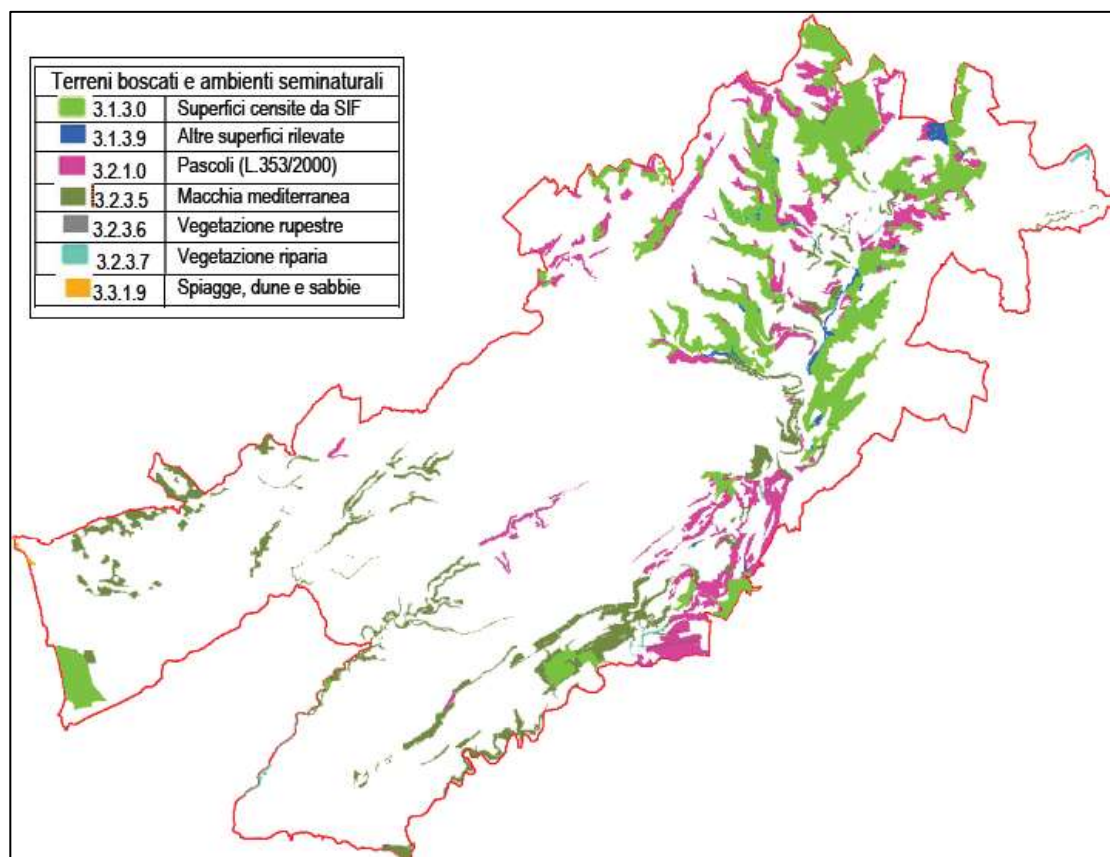 Terreni boscati e ambienti seminaturali
3.1.3.0 Superfici censite da SIF
3.1.3.9 Altre superfici rilevate
3.2.1.0 Pascoli (L.353/2000)
3.2.3.5 Macchia mediterranea
3.2.3.6 Vegetazione rupestre
3.2.3.7 Vegetazione riparia
3.3.1.9 Spiagge, dune e sabbie